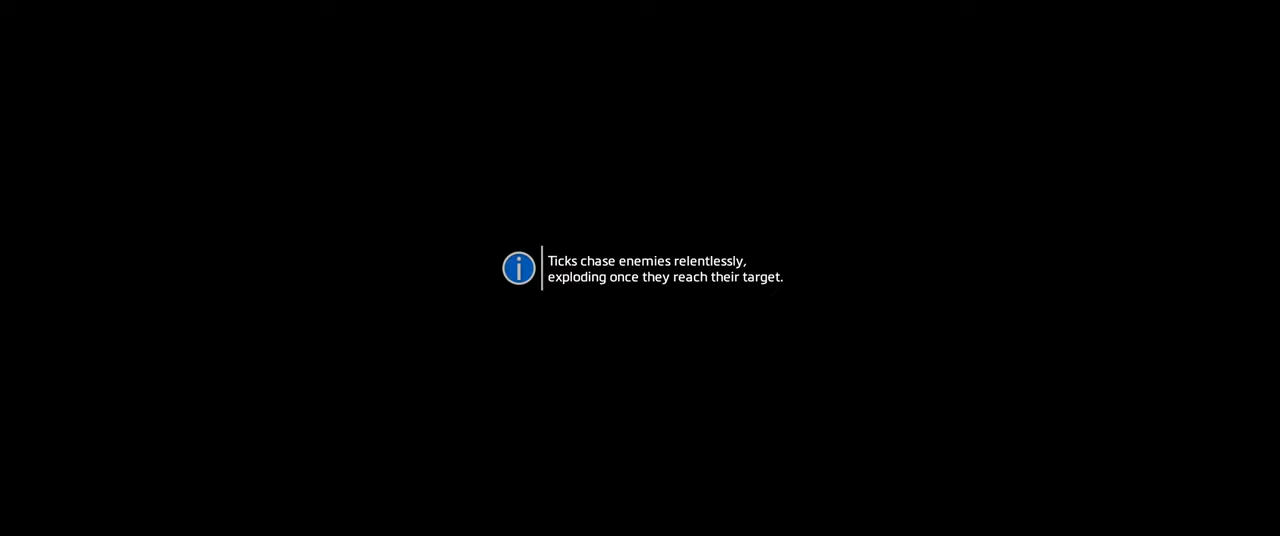 Ticks chase enemies relentlessly,
exploding once they reach their target.